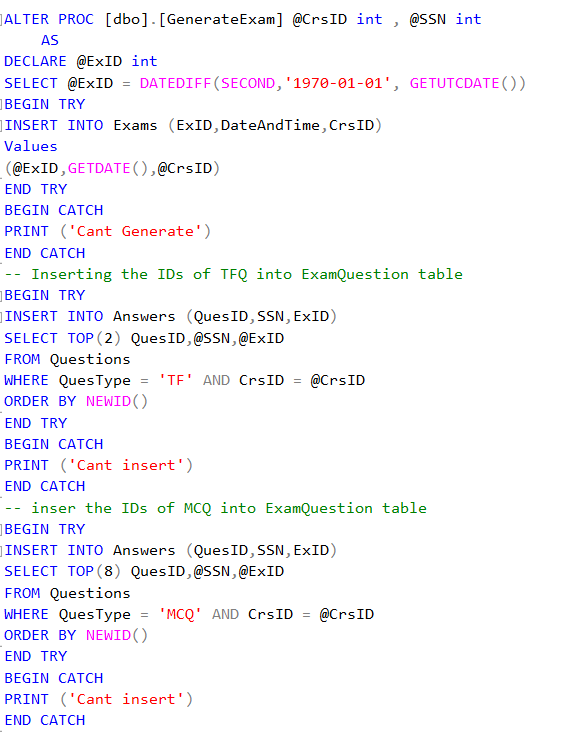 ALTER PROC [dbo].[GenerateExam] @CrsID int , @SSN int
AS
DECLARE @ExID int
SELECT @ExID = DATEDIFF(SECOND,'1970-01-01', GETUTCDATE())
BEGIN TRY
INSERT INTO Exams (ExID,DateAndTime,CrsID)
Values
(@ExID,GETDATE(),@CrsID)
END TRY
BEGIN CATCH
PRINT ('Cant Generate')
END CATCH
-- Inserting the IDs of TFQ into ExamQuestion table
BEGIN TRY
INSERT INTO Answers (QuesID,SSN,ExID)
SELECT TOP(2) QuesID,@SSN,@ExID
FROM Questions
WHERE QuesType = 'TF' AND CrsID = @CrsID
ORDER BY NEWID()
END TRY
BEGIN CATCH
PRINT ('Cant insert')
END CATCH
-- inser the IDs of MCQ into ExamQuestion table
BEGIN TRY
INSERT INTO Answers (QuesID,SSN,ExID)
SELECT TOP(8) QuesID,@SSN,@ExID
FROM Questions
WHERE QuesType = 'MCQ' AND CrsID = @CrsID
ORDER BY NEWID()
END TRY
BEGIN CATCH
PRINT ('Cant insert')
END CATCH